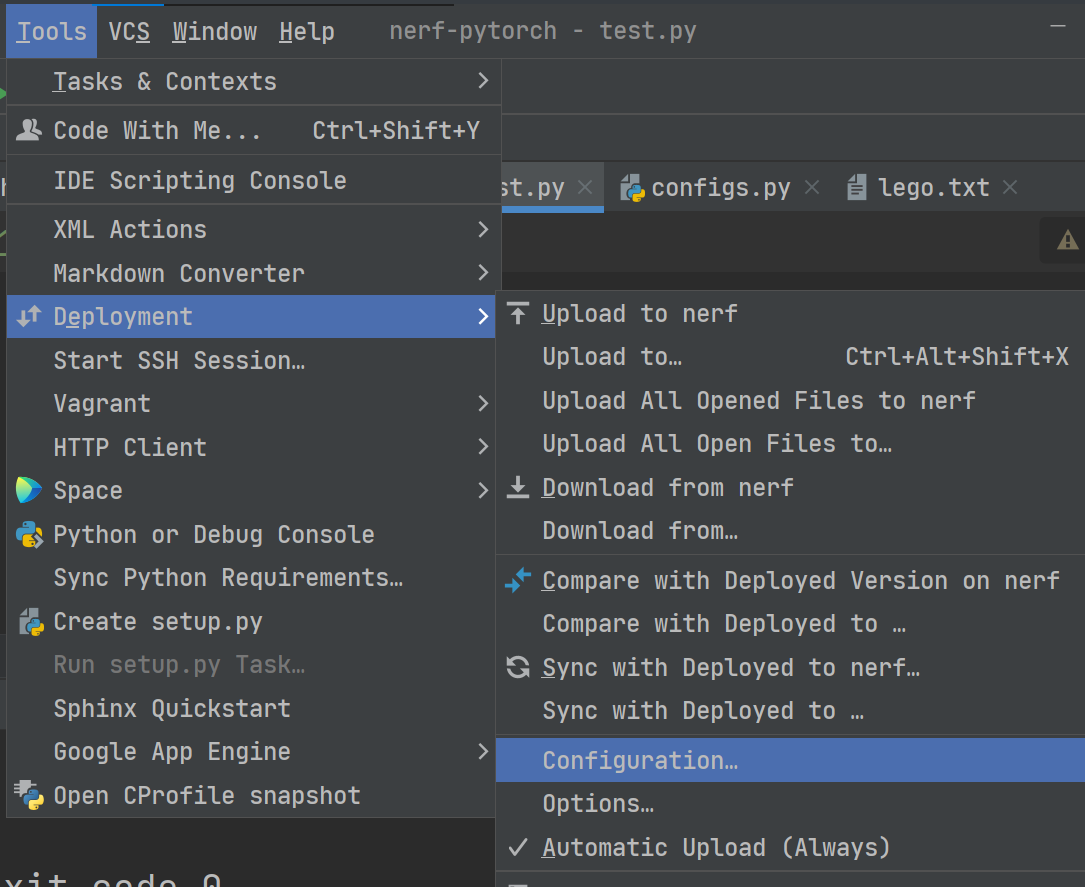 Tools VCS Window Help nerf-pytorch - test.py
Tasks & Contexts
Code With Me... Ctrl+Shift+Y
IDE Scripting Console
st.py configs.py lego.txt
XML Actions
Markdown Converter
Deployment
Start SSH Session…
Vagrant
HTTP Client
Space
Python or Debug Console
Sync Python Requirements…
Create setup.py
Run setup.py Task…
Sphinx Quickstart
Google App Engine
Open CProfile snapshot
Upload to nerf
Upload to… Ctrl+Alt+Shift+X
Upload All Opened Files to nerf
Upload All Open Files to…
Download from nerf
Download from…
Compare with Deployed Version on nerf
Compare with Deployed to …
Sync with Deployed to nerf…
Sync with Deployed to …
Configuration…
Options…
Automatic Upload (Always)
xit code 0